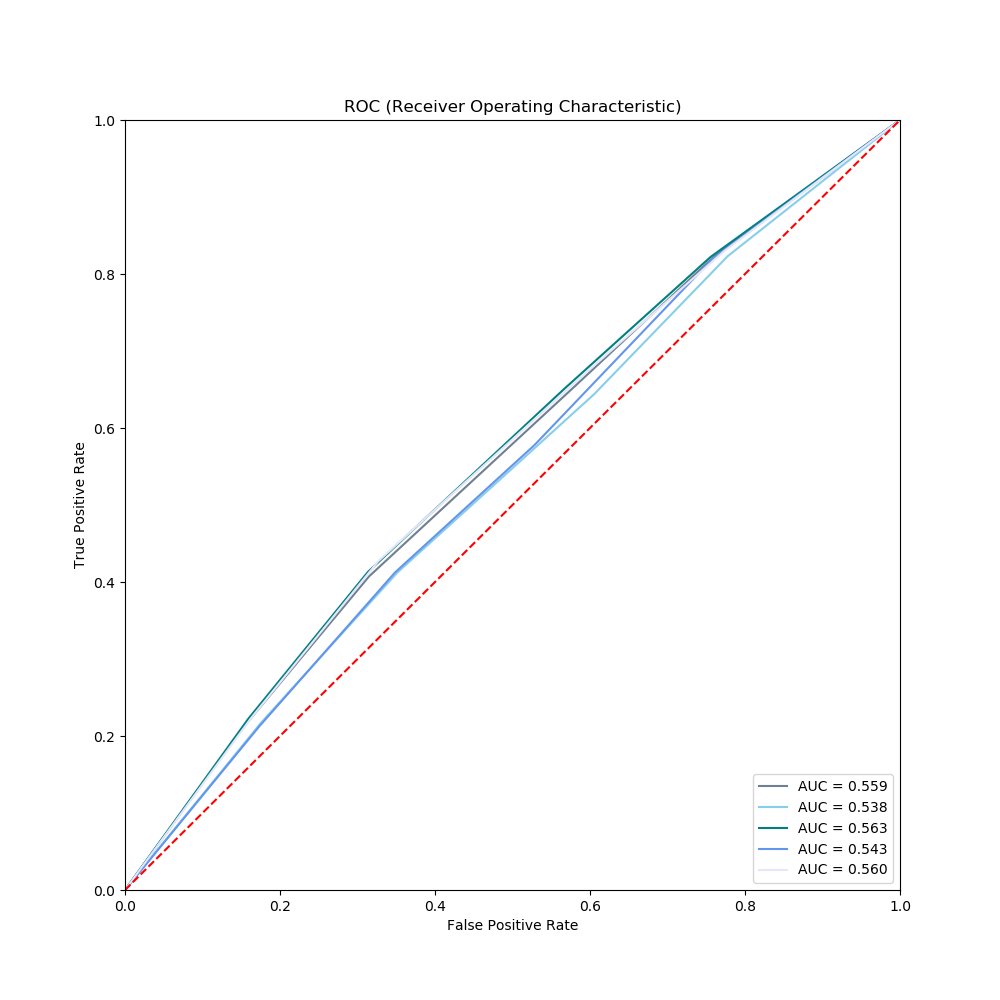 ROC (Receiver Operating Characteristic)
1.0
0.8
0.6
0.4
0.2
0.0
True Positive Rate
0.0 0.2 0.4 0.6 0.8 1.0
False Positive Rate
AUC = 0.559
AUC = 0.538
AUC = 0.563
AUC = 0.543
AUC = 0.560